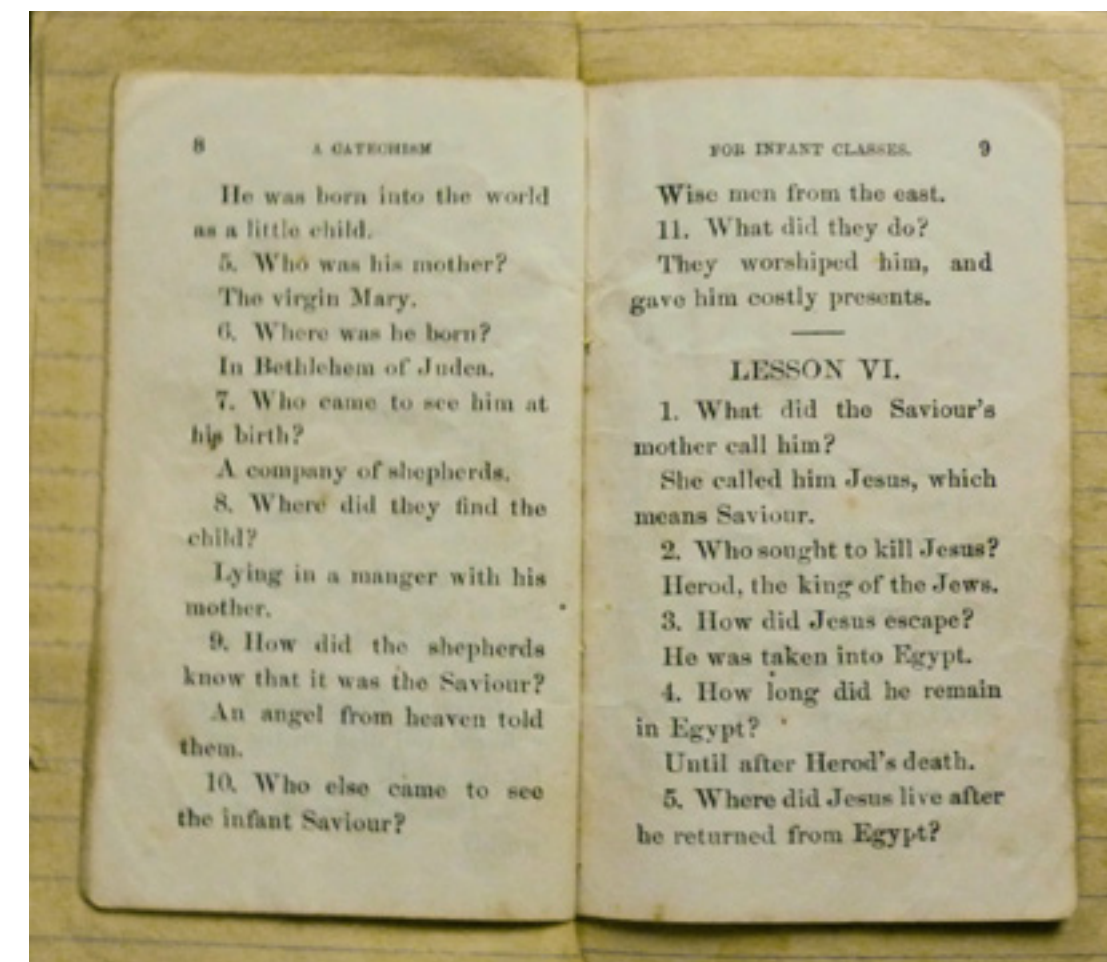 8 A CATECHISM
He was born into the world
as a little child.
5. Who was his mother?
The virgin Mary.
6. Where was he born?
In Bethlehem of Judea.
7. Who came to see him at
his birth?
A company of shepherds.
8. Where did they find the
child?
Lying in a manger with his
mother.
9. How did the shepherds
know that it was the Saviour?
An angel from heaven told
them.
10. Who else came to see
the infant Saviour?
FOR INFANT CLASSES. 9
Wise men from the east.
11. What did they do?
They worshiped him, and
gave him costly presents.
LESSON VI.
1. What did the Saviour's
mother call him?
She called him Jesus, which
means Saviour.
2. Who sought to kill Jesus?
Herod, the king of the Jews.
3. How did Jesus escape?
He was taken into Egypt.
4. How long did he remain
in Egypt?
Until after Herod's death.
5. Where did Jesus live after
he returned from Egypt?